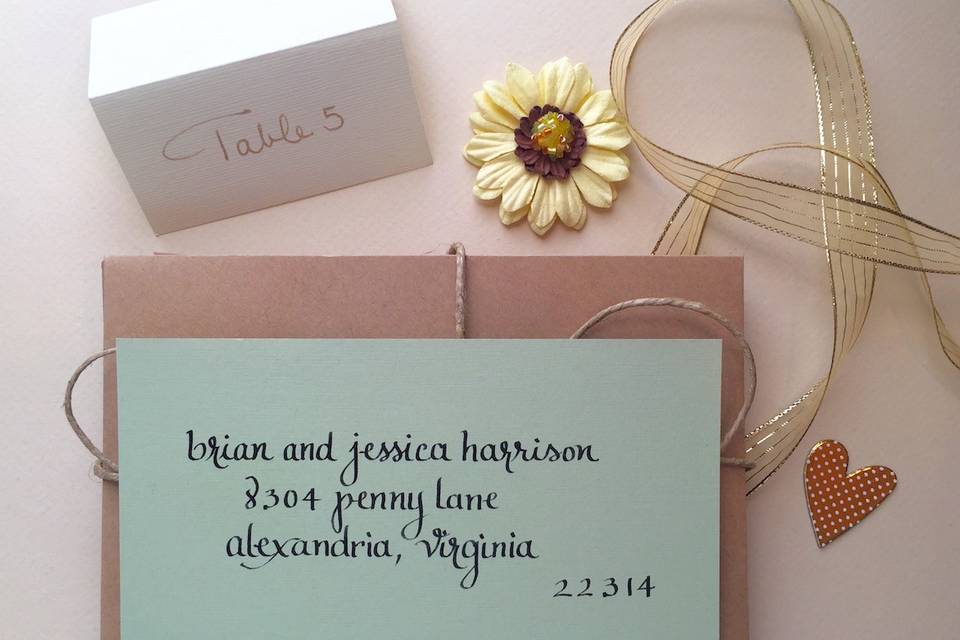 Table 5
brian and jessica harrison
8304 penny lane
alexandria, virginia
22314